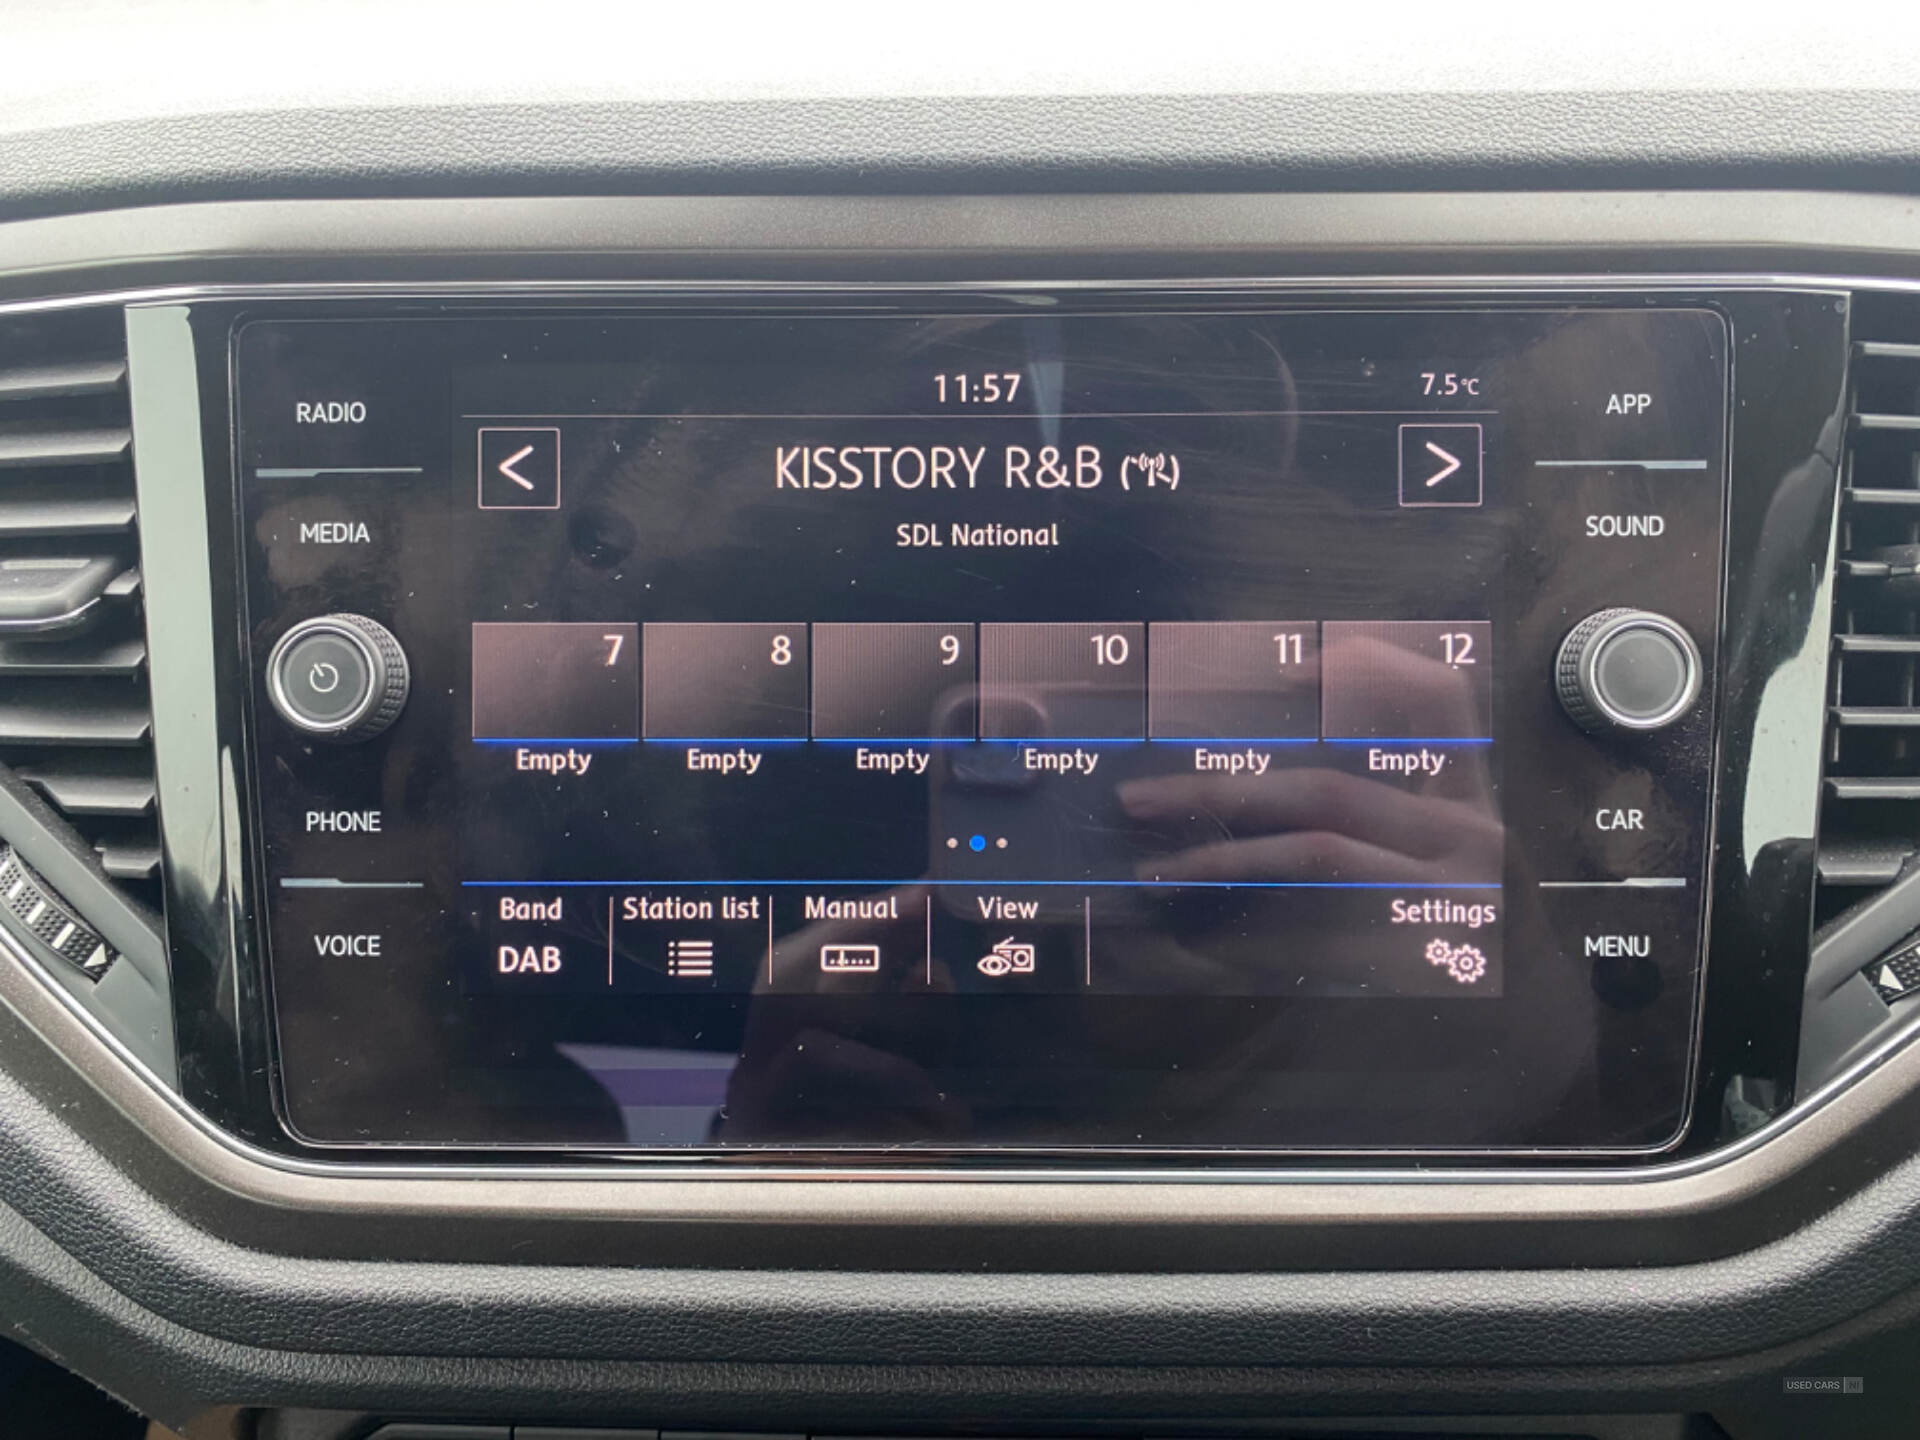 11:57
7.5°C
RADIO
APP
< KISSTORY R&B >
SDL National
MEDIA
SOUND
7 8 9 10 11 12
Empty Empty Empty Empty Empty Empty
PHONE
CAR
Band Station list Manual View Settings
DAB
VOICE
MENU
USED CARS NI